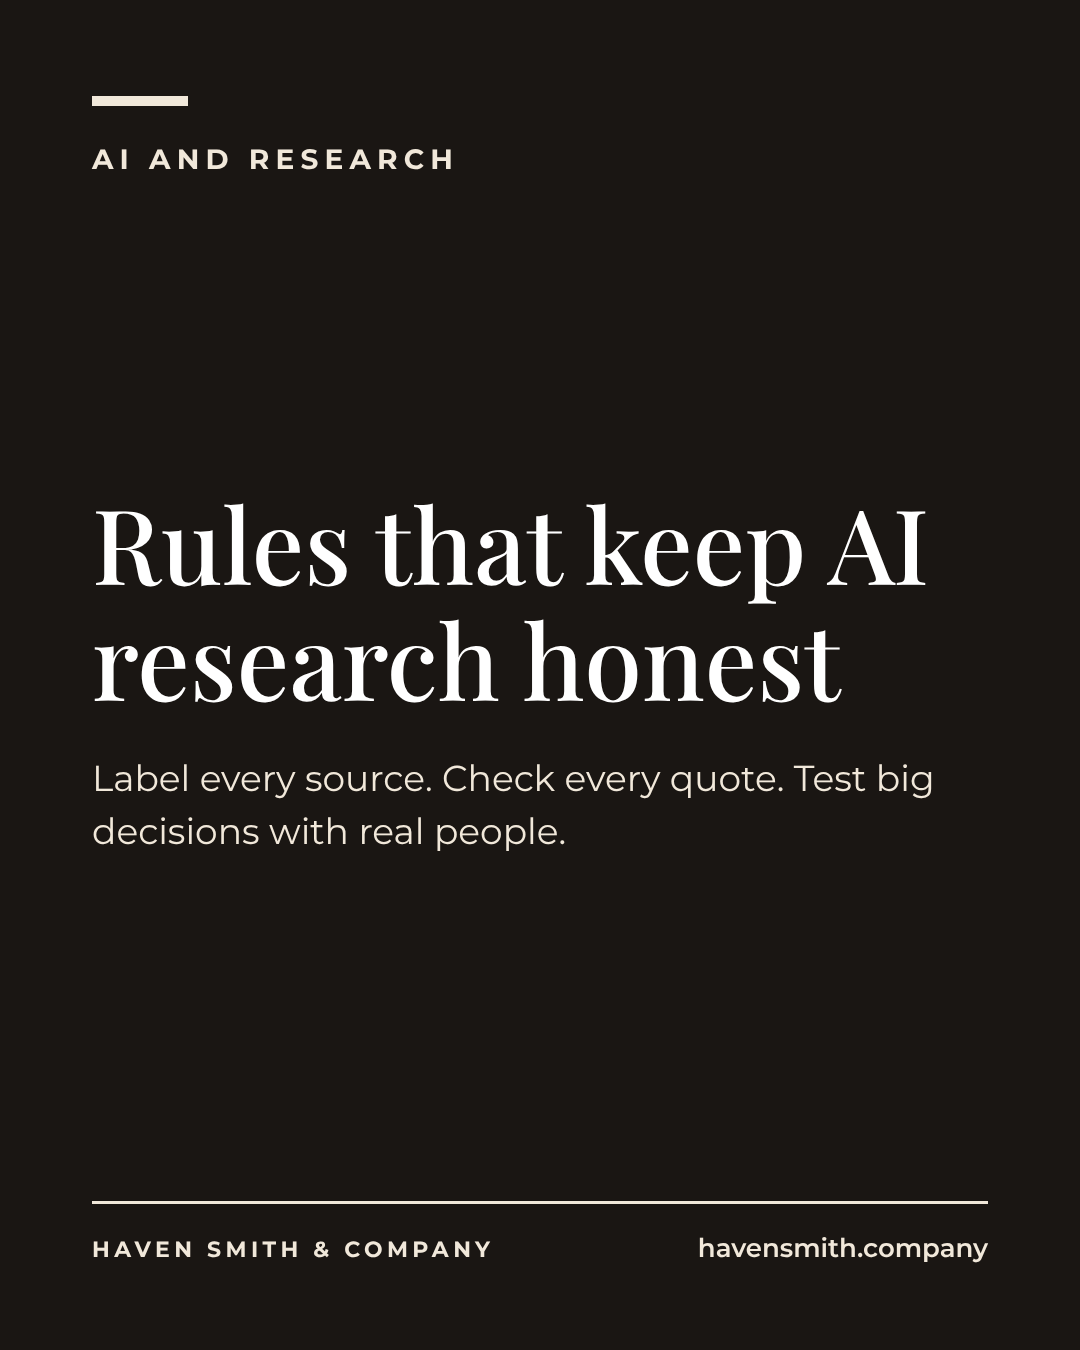 AI AND RESEARCH
Rules that keep AI
research honest
Label every source. Check every quote. Test big
decisions with real people.
HAVEN SMITH & COMPANY
havensmith.company